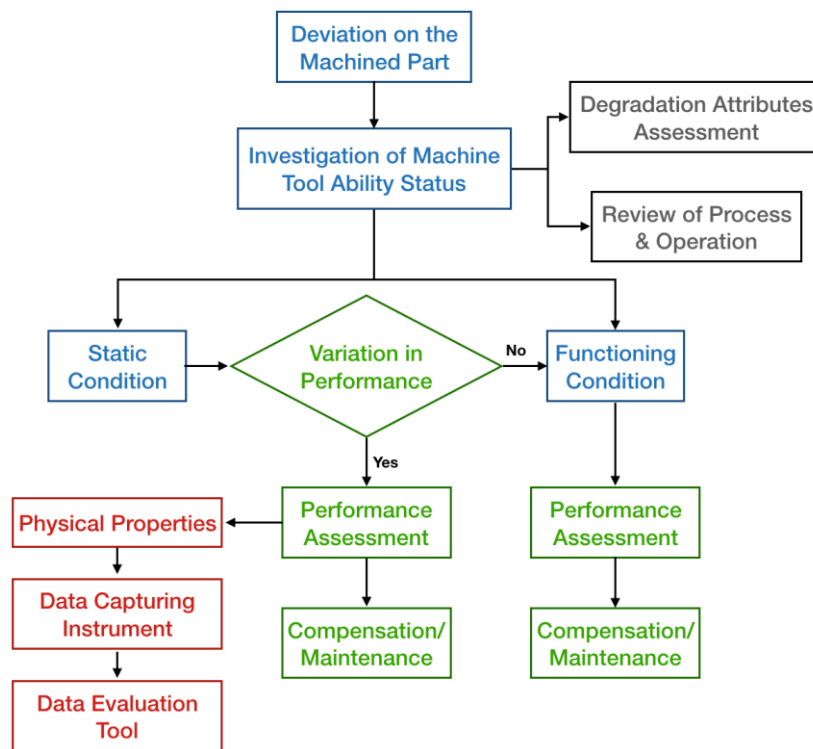 Deviation on the
Machined Part
Degradation Attributes
Assessment
Investigation of Machine
Tool Ability Status
Review of Process
& Operation
Static
Condition
Variation in
Performance
No
Functioning
Condition
Yes
Physical Properties
Performance
Assessment
Performance
Assessment
Data Capturing
Instrument
Compensation/
Maintenance
Compensation/
Maintenance
Data Evaluation
Tool